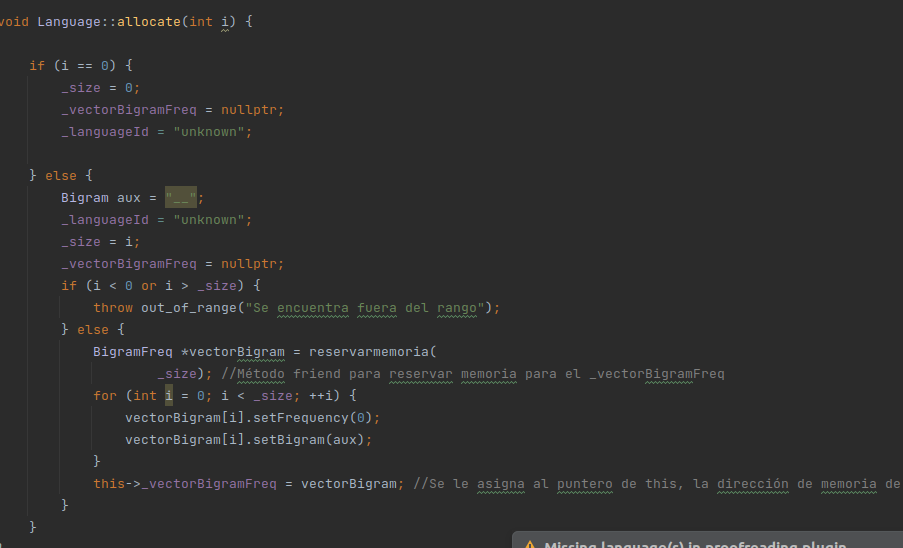 void Language::allocate(int i) {
if (i == 0) {
_size = 0;
_vectorBigramFreq = nullptr;
_languageId = "unknown";
} else {
Bigram aux = "__";
_languageId = "unknown";
_size = i;
_vectorBigramFreq = nullptr;
if (i < 0 or i > _size) {
throw out_of_range("Se encuentra fuera del rango");
} else {
BigramFreq *vectorBigram = reservarmemoria(
_size); //Método friend para reservar memoria para el _vectorBigramFreq
for (int i = 0; i < _size; ++i) {
vectorBigram[i].setFrequency(0);
vectorBigram[i].setBigram(aux);
}
this->_vectorBigramFreq = vectorBigram; //Se le asigna al puntero de this, la dirección de memoria de
}
}
Missing language(s) in proofreading plugin